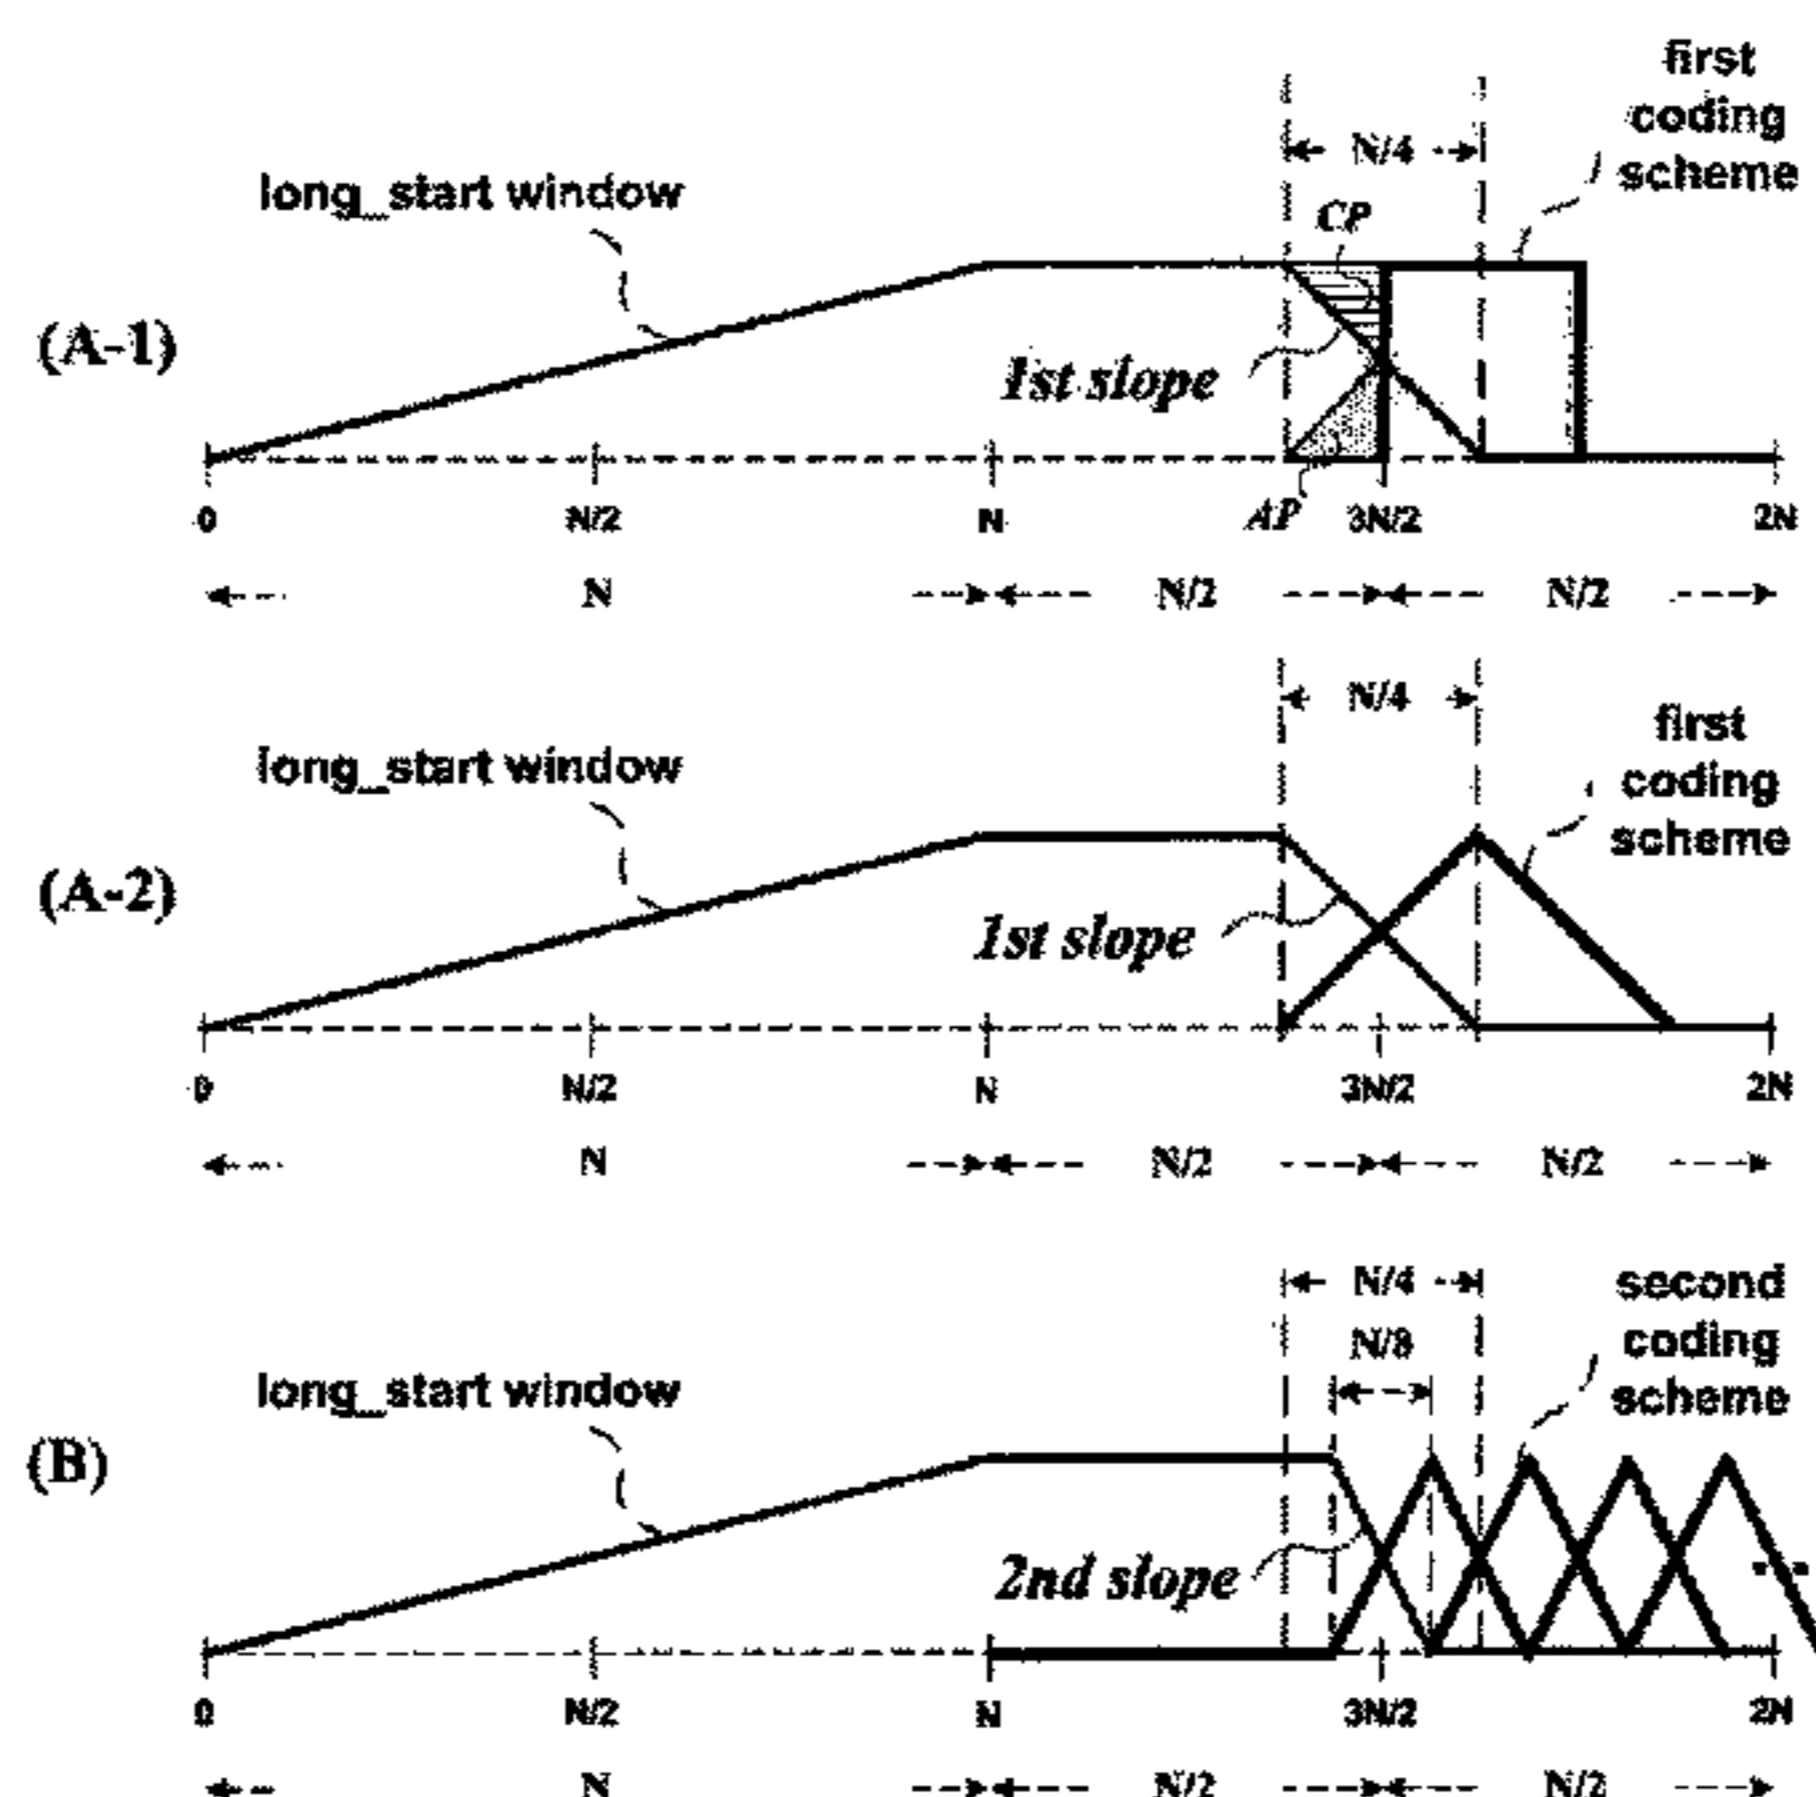 first
coding
scheme
N/4
long_start window
CP
(A-1)
1st slope
AP
0 N/2 N 3N/2 2N
N N/2 N/2
N/4
first
coding
scheme
long_start window
(A-2)
1st slope
0 N/2 N 3N/2 2N
N N/2 N/2
N/4
second
coding
scheme
N/8
long_start window
(B)
2nd slope
0 N/2 N 3N/2 2N
N N/2 N/2